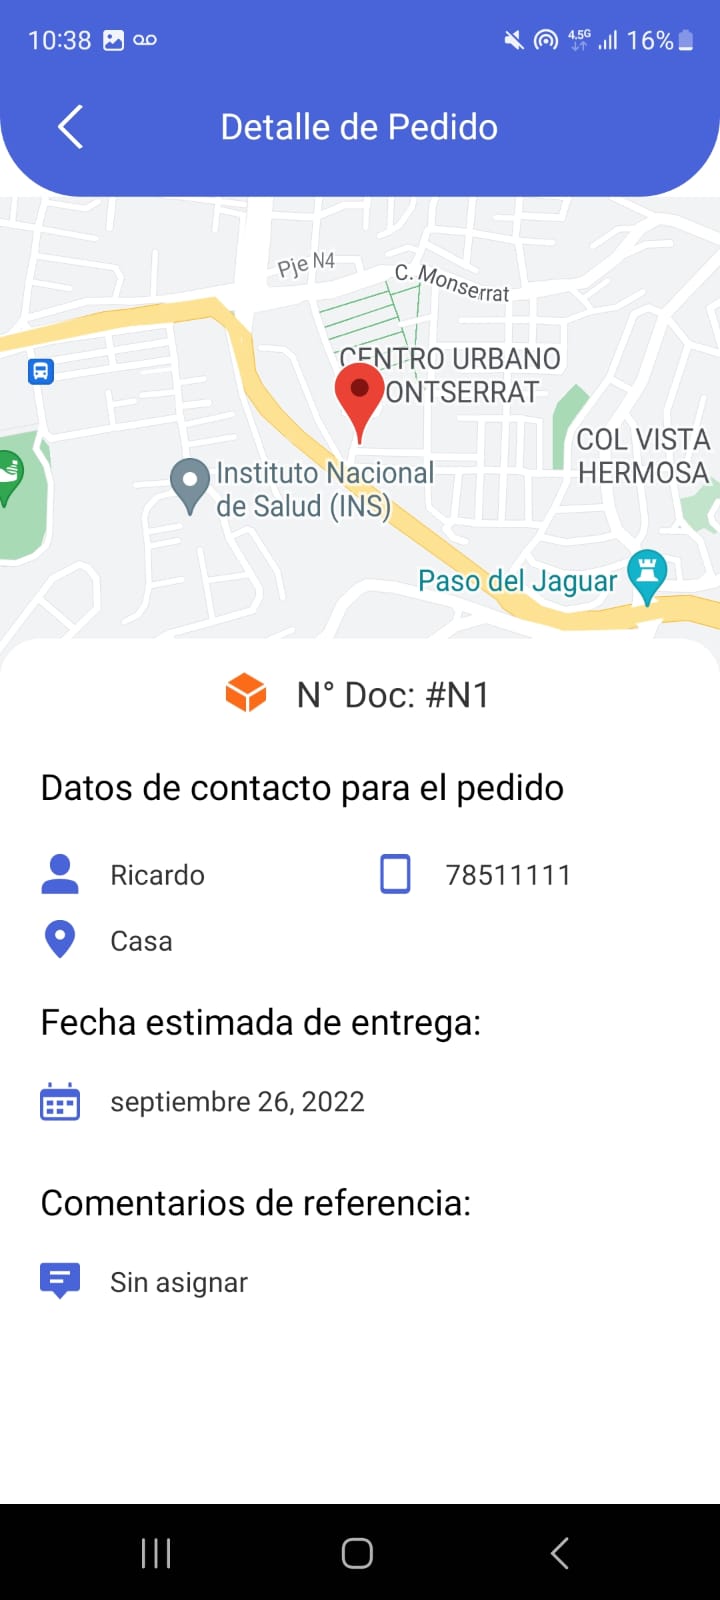 10:38
4.5G
16%
Detalle de Pedido
Pje N4
C. Monserrat
CENTRO URBANO
ONTSERRAT
COL VISTA
HERMOSA
Instituto Nacional
de Salud (INS)
Paso del Jaguar
N° Doc: #N1
Datos de contacto para el pedido
Ricardo
78511111
Casa
Fecha estimada de entrega:
septiembre 26, 2022
Comentarios de referencia:
Sin asignar